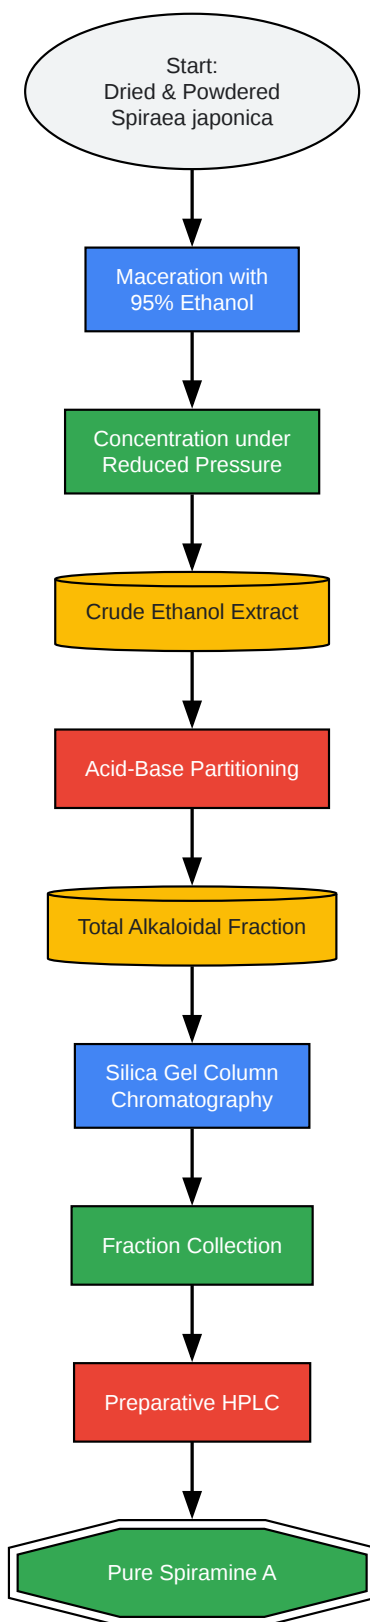 Start:
Dried & Powdered
Spiraea japonica
Maceration with
95% Ethanol
Concentration under
Reduced Pressure
Crude Ethanol Extract
Acid-Base Partitioning
Total Alkaloidal Fraction
Silica Gel Column
Chromatography
Fraction Collection
Preparative HPLC
Pure Spiramine A